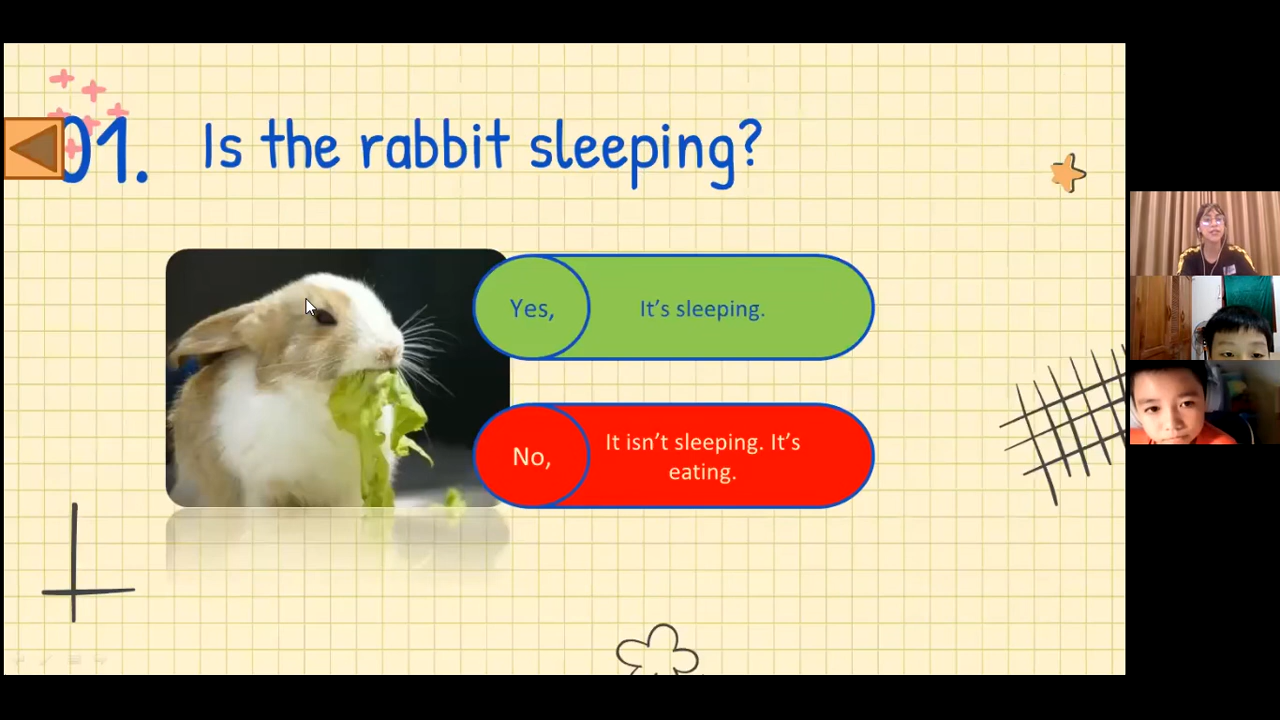 01. Is the rabbit sleeping?
Yes, It's sleeping.
No, It isn't sleeping. It's
eating.